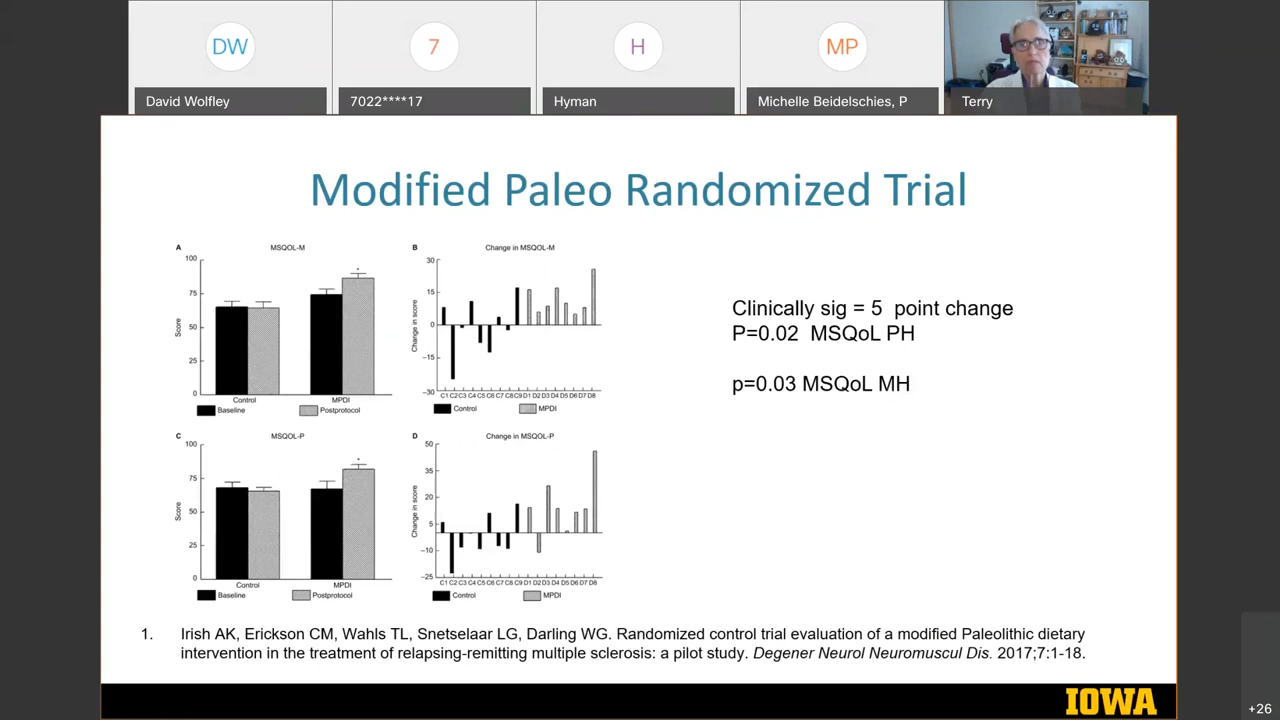 DW
7
H
MP
David Wolfley
7022****17
Hyman
Michelle Beidelschies, P
Terry
Modified Paleo Randomized Trial
A
MSQOL-M
100
75
50
25
0
Score
Control
MPDI
Baseline
Postprotocol
B
Change in MSQOL-M
30
15
0
−15
−30
Change in score
C1 C2 C3 C4 C5 C6 C7 C8 C9 D1 D2 D3 D4 D5 D6 D7 D8
Control
MPDI
C
MSQOL-P
100
75
50
25
0
Score
Control
MPDI
Baseline
Postprotocol
D
Change in MSQOL-P
50
35
20
5
−10
−25
Change in score
C1 C2 C3 C4 C5 C6 C7 C8 C9 D1 D2 D3 D4 D5 D6 D7 D8
Control
MPDI
Clinically sig = 5 point change
P=0.02 MSQoL PH
p=0.03 MSQoL MH
1. Irish AK, Erickson CM, Wahls TL, Snetselaar LG, Darling WG. Randomized control trial evaluation of a modified Paleolithic dietary
intervention in the treatment of relapsing-remitting multiple sclerosis: a pilot study. Degener Neurol Neuromuscul Dis. 2017;7:1-18.
IOWA
+26